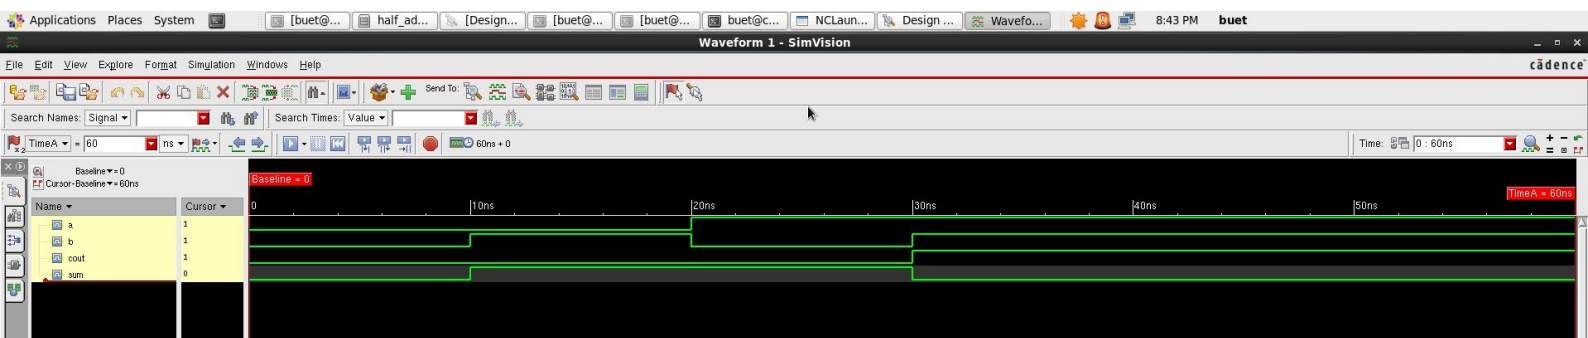 Applications Places System [buet@... half_ad... [Design... [buet@... [buet@... buet@c... NCLaun... Design ... Wavefo... 8:43 PM buet
Waveform 1 - SimVision
File Edit View Explore Format Simulation Windows Help cādence
Send To:
Search Names: Signal Search Times: Value
TimeA = 60 ns 60ns + 0 Time: 0 : 60ns
Baseline = 0
Cursor-Baseline = 60ns
Baseline = 0
TimeA = 60ns
Name Cursor 0 10ns 20ns 30ns 40ns 50ns
a 1
b 1
cout 1
sum 0